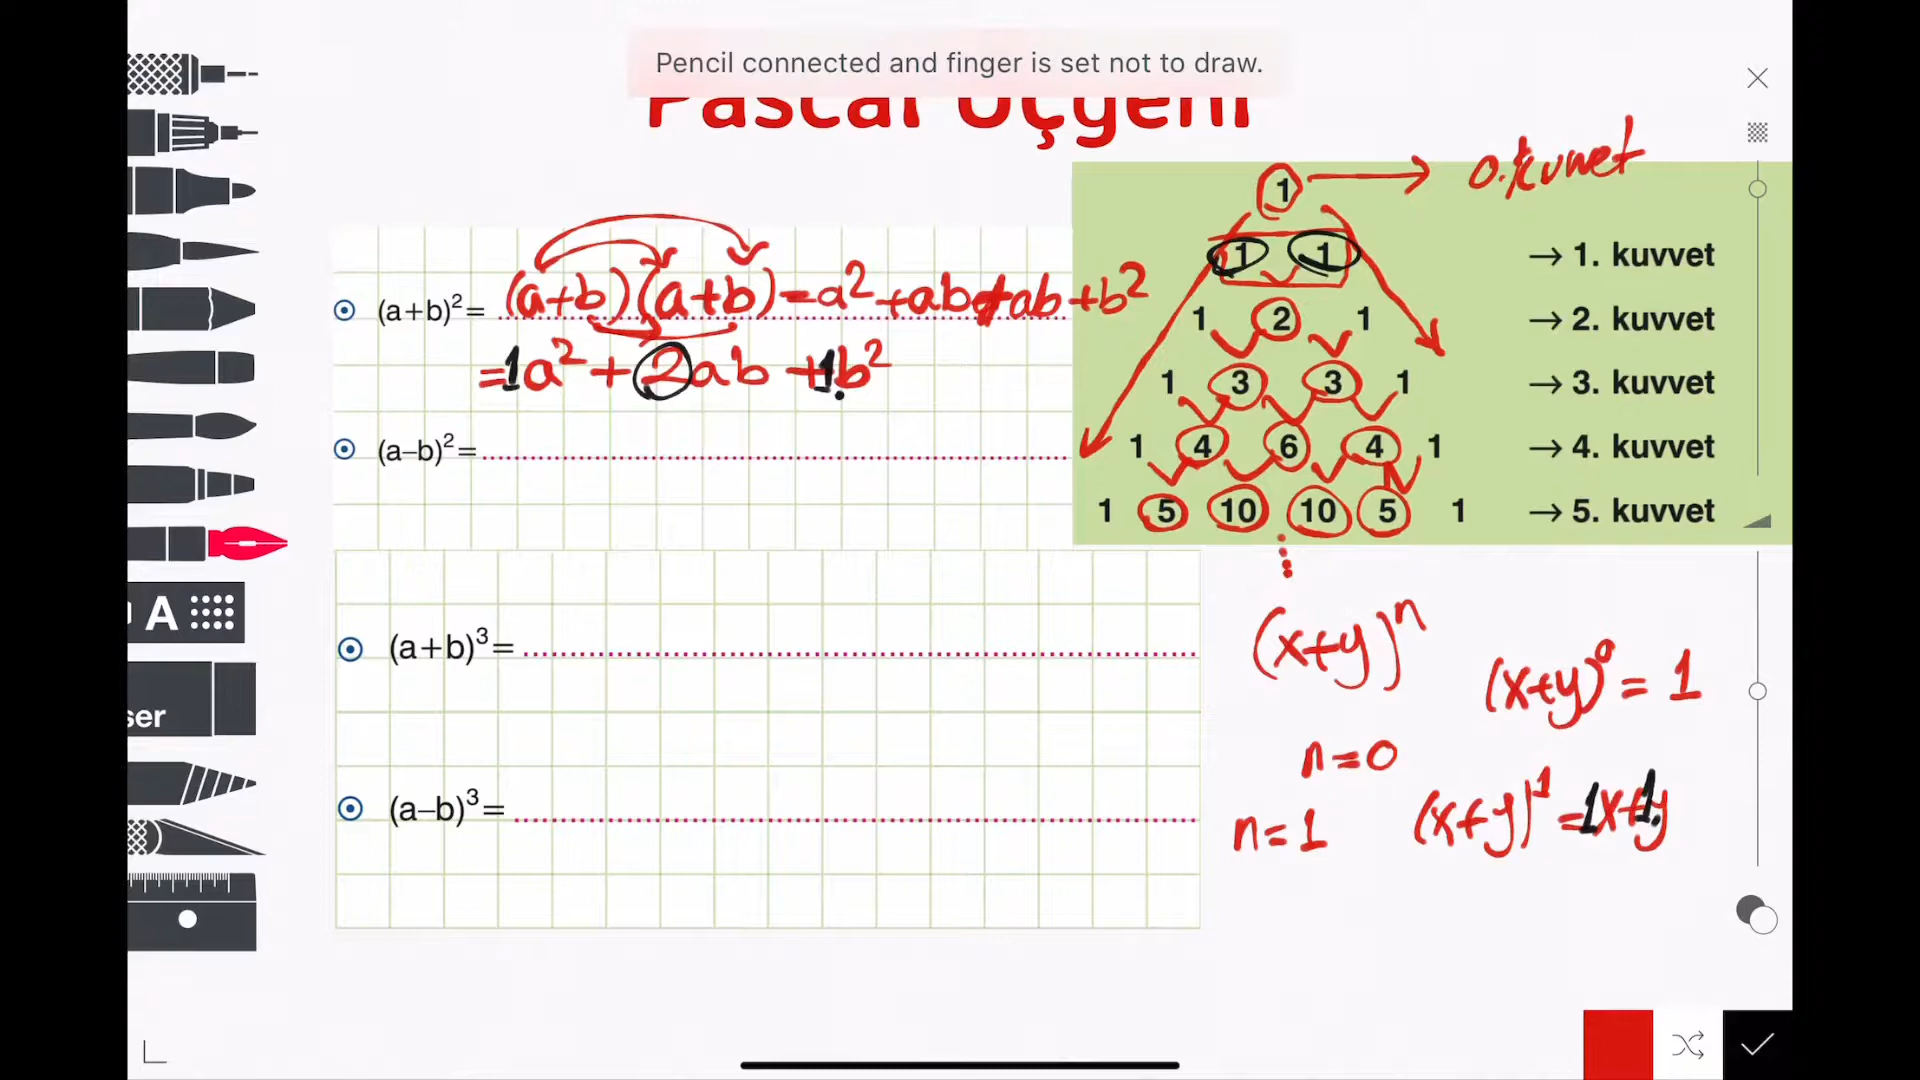 Pencil connected and finger is set not to draw.
Pascal Üçgeni
1 → 0.kuvvet
1 1 → 1. kuvvet
1 2 1 → 2. kuvvet
1 3 3 1 → 3. kuvvet
1 4 6 4 1 → 4. kuvvet
1 5 10 10 5 1 → 5. kuvvet
(a+b)²= (a+b)(a+b)=a²+ab+ab+b²
=1a²+2ab+1b²
(a–b)²=
(a+b)³=
(a–b)³=
(x+y)ⁿ
(x+y)⁰=1
n=0
n=1 (x+y)¹=1x+1y
ser
A